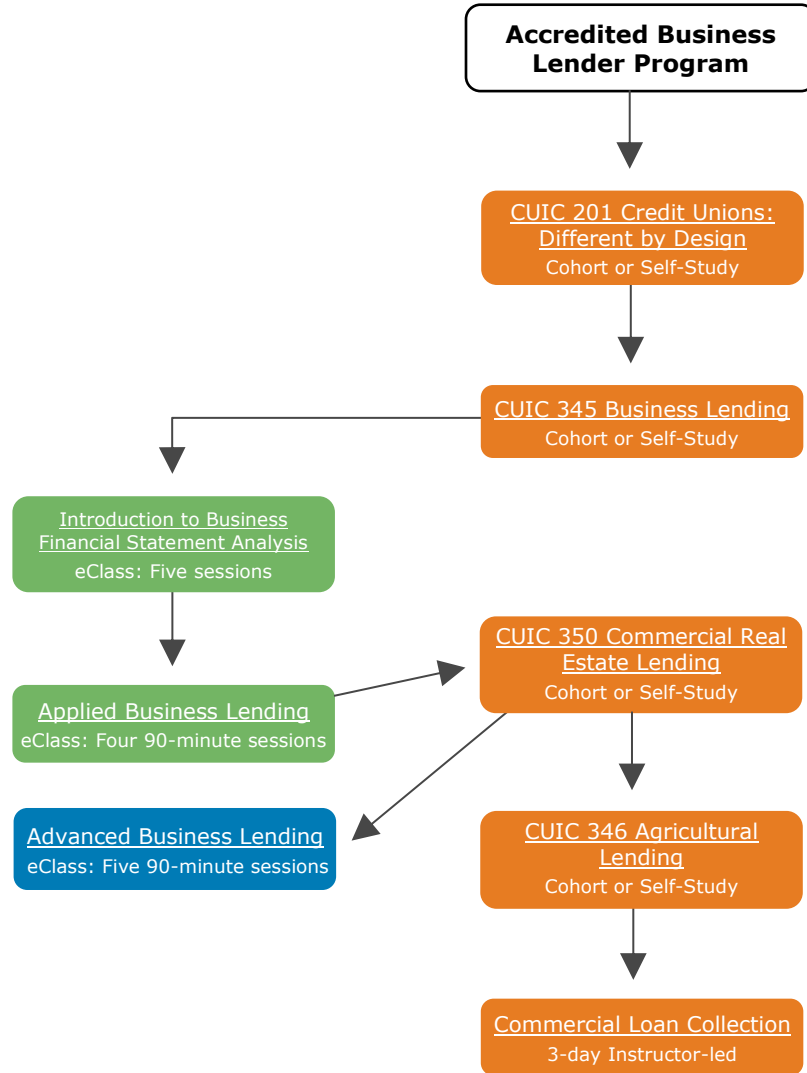 Accredited Business
Lender Program
CUIC 201 Credit Unions:
Different by Design
Cohort or Self-Study
CUIC 345 Business Lending
Cohort or Self-Study
Introduction to Business
Financial Statement Analysis
eClass: Five sessions
Applied Business Lending
eClass: Four 90-minute sessions
CUIC 350 Commercial Real
Estate Lending
Cohort or Self-Study
Advanced Business Lending
eClass: Five 90-minute sessions
CUIC 346 Agricultural
Lending
Cohort or Self-Study
Commercial Loan Collection
3-day Instructor-led